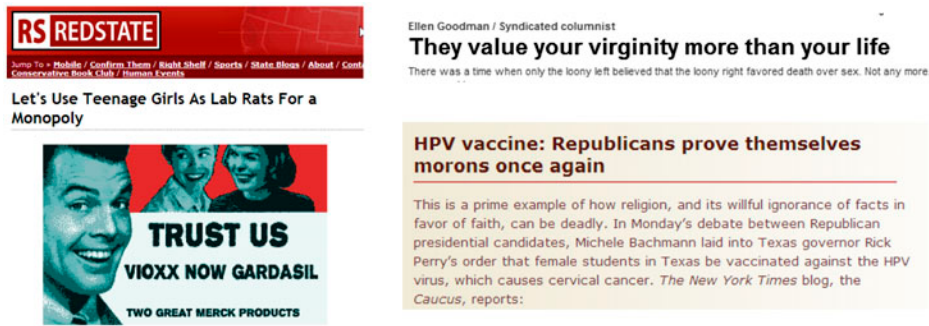 RS REDSTATE
Jump To » Mobile / Confirm Them / Right Shelf / Sports / State Blogs / About /
Conservative Book Club / Human Events
Let's Use Teenage Girls As Lab Rats For a
Monopoly
TRUST US
VIOXX NOW GARDASIL
TWO GREAT MERCK PRODUCTS
Ellen Goodman / Syndicated columnist
They value your virginity more than your life
There was a time when only the loony left believed that the loony right favored death over sex. Not any more
HPV vaccine: Republicans prove themselves
morons once again
This is a prime example of how religion, and its willful ignorance of facts in
favor of faith, can be deadly. In Monday's debate between Republican
presidential candidates, Michele Bachmann laid into Texas governor Rick
Perry's order that female students in Texas be vaccinated against the HPV
virus, which causes cervical cancer. The New York Times blog, the
Caucus, reports: